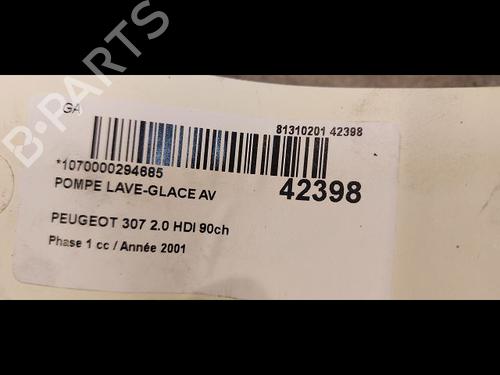 GA
81310201 42398
*1070000294685
42398
POMPE LAVE-GLACE AV
PEUGEOT 307 2.0 HDI 90ch
Phase 1 cc / Année 2001
B-PARTS